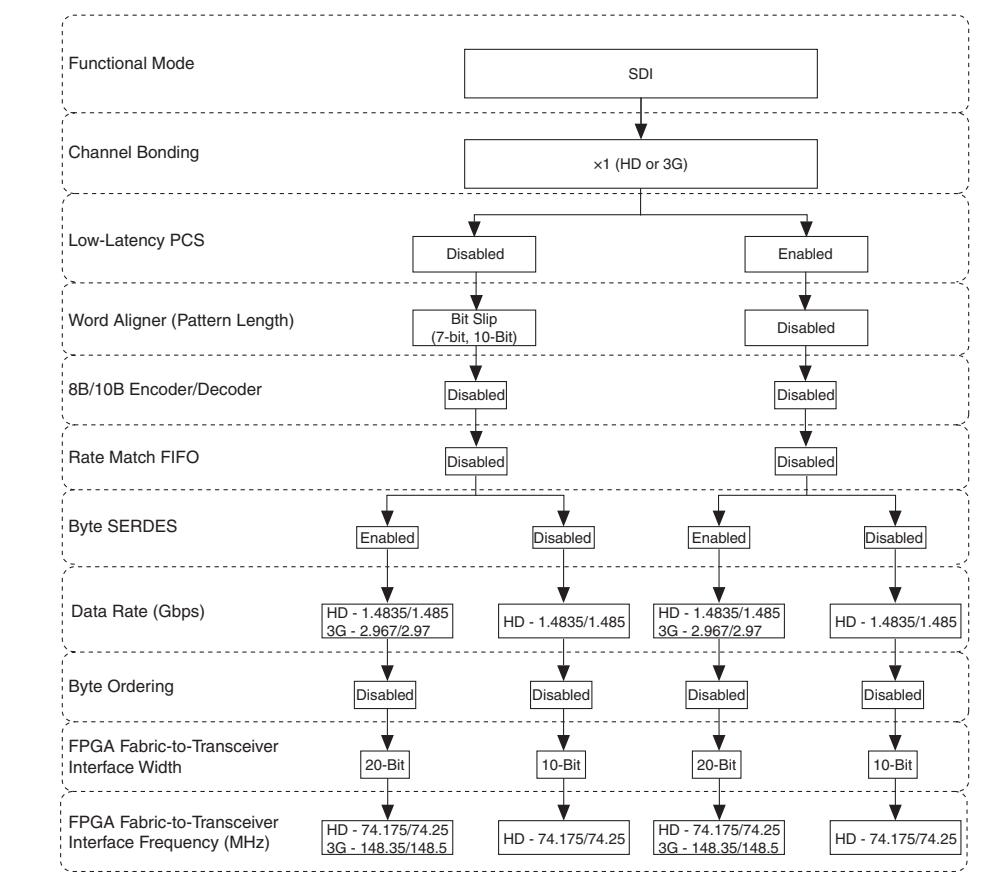 Functional Mode
SDI
Channel Bonding
×1 (HD or 3G)
Low-Latency PCS
Disabled
Enabled
Word Aligner (Pattern Length)
Bit Slip
(7-bit, 10-Bit)
Disabled
8B/10B Encoder/Decoder
Disabled
Disabled
Rate Match FIFO
Disabled
Disabled
Byte SERDES
Enabled
Disabled
Enabled
Disabled
Data Rate (Gbps)
HD - 1.4835/1.485
3G - 2.967/2.97
HD - 1.4835/1.485
HD - 1.4835/1.485
3G - 2.967/2.97
HD - 1.4835/1.485
Byte Ordering
Disabled
Disabled
Disabled
Disabled
FPGA Fabric-to-Transceiver
Interface Width
20-Bit
10-Bit
20-Bit
10-Bit
FPGA Fabric-to-Transceiver
Interface Frequency (MHz)
HD - 74.175/74.25
3G - 148.35/148.5
HD - 74.175/74.25
HD - 74.175/74.25
3G - 148.35/148.5
HD - 74.175/74.25